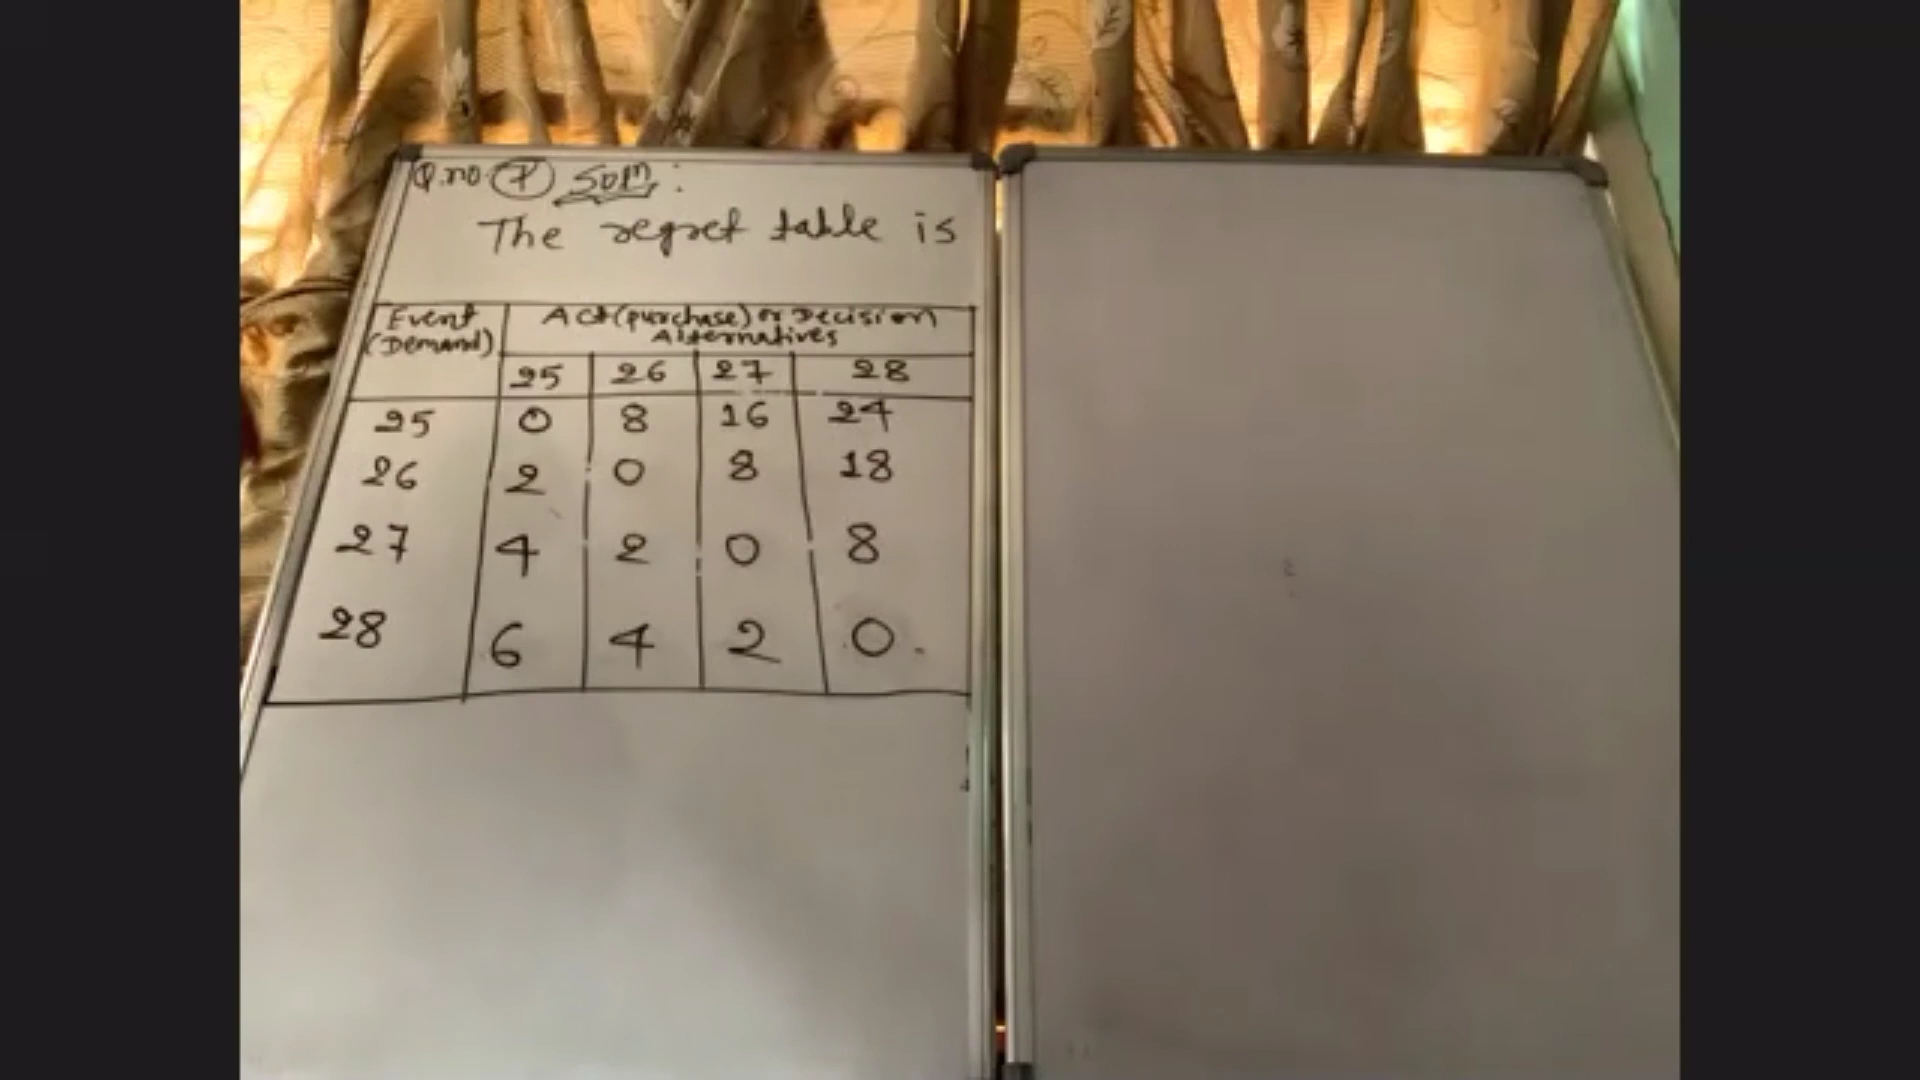 Q.no. 7 Soln:
The regret table is
Event (Demand) Act (purchase) or Decision Alternatives
25 26 27 28
25 0 8 16 24
26 2 0 8 18
27 4 2 0 8
28 6 4 2 0.